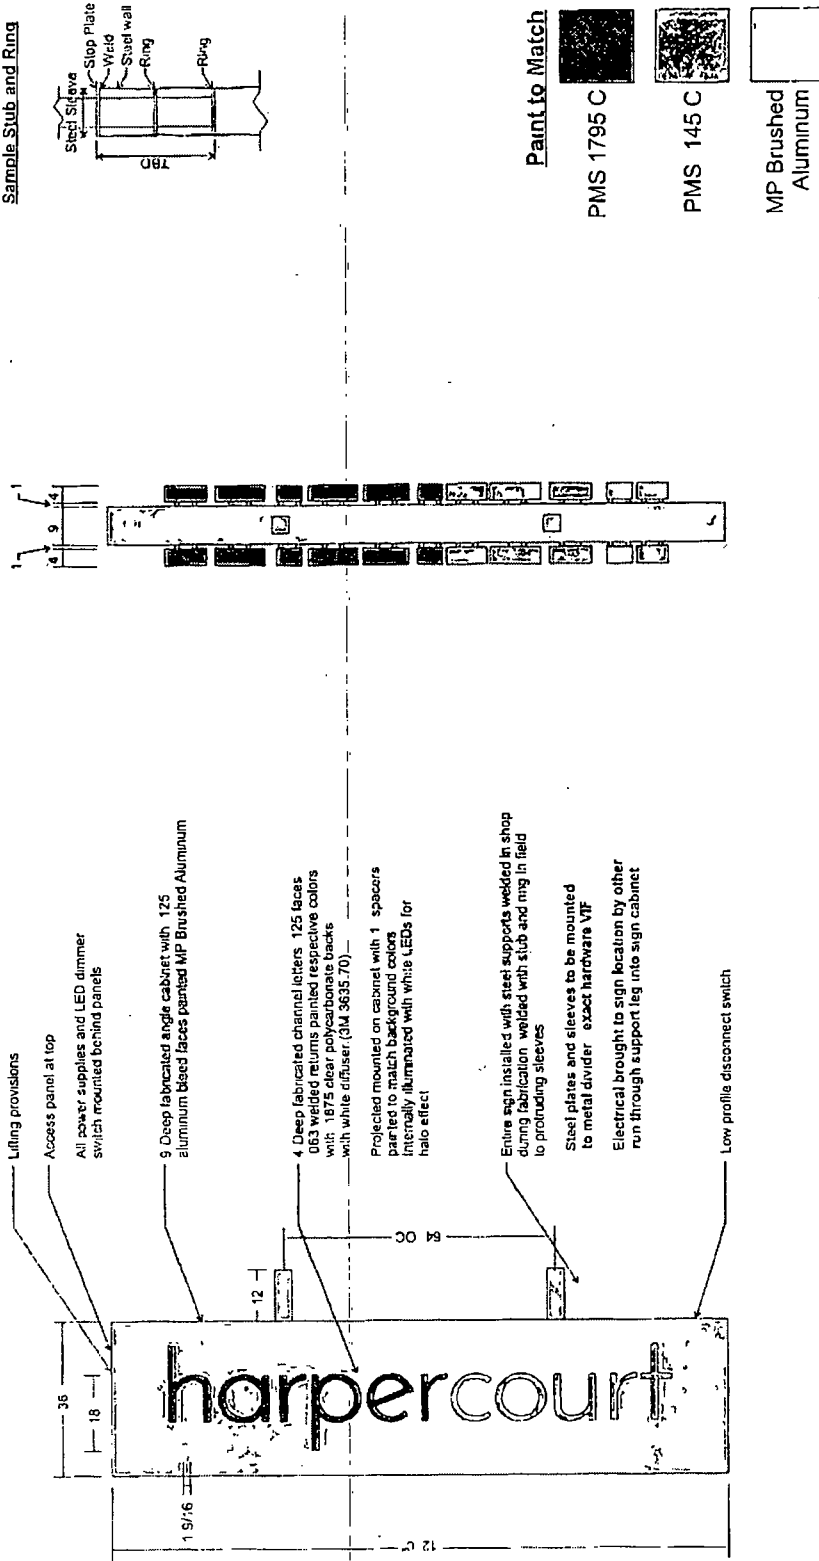 Sample Stub and Ring
Steel Sleeve
Stop Plate
Weld
Steel wall
Ring
Ring
TBD
Paint to Match
PMS 1795 C
PMS 145 C
MP Brushed
Aluminum
1
1
4
9
4
Lifting provisions
Access panel at top
All power supplies and LED dimmer
switch mounted behind panels
9 Deep fabricated angle cabinet with 125
aluminum bleed faces painted MP Brushed Aluminum
4 Deep fabricated channel letters 125 faces
063 welded returns painted respective colors
with 1875 clear polycarbonate backs
with white diffuser (3M 3635.70)
Projected mounted on cabinet with 1 spacers
painted to match background colors
Internally illuminated with white LEDs for
halo effect
Entire sign installed with steel supports welded in shop
during fabrication welded with stub and ring in field
to protruding sleeves
Steel plates and sleeves to be mounted
to metal divider exact hardware VIF
Electrical brought to sign location by other
run through support leg into sign cabinet
Low profile disconnect switch
36
18
1 9/16
12
64 OC
harpercourt